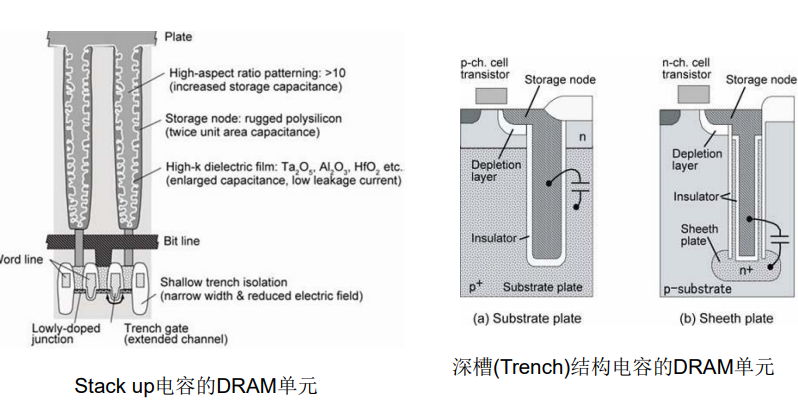 Plate
High-aspect ratio patterning: >10
(increased storage capacitance)
Storage node: rugged polysilicon
(twice unit area capacitance)
High-k dielectric film: Ta2O5, Al2O3, HfO2 etc.
(enlarged capacitance, low leakage current)
Bit line
Word line
Shallow trench isolation
(narrow width & reduced electric field)
Lowly-doped
junction
Trench gate
(extended channel)
Stack up电容的DRAM单元
p-ch. cell
transistor
Storage node
n
Depletion
layer
Insulator
p+
Substrate plate
(a) Substrate plate
n-ch. cell
transistor
Storage node
Depletion
layer
Insulator
Sheeth
plate
n+
p-substrate
(b) Sheeth plate
深槽(Trench)结构电容的DRAM单元